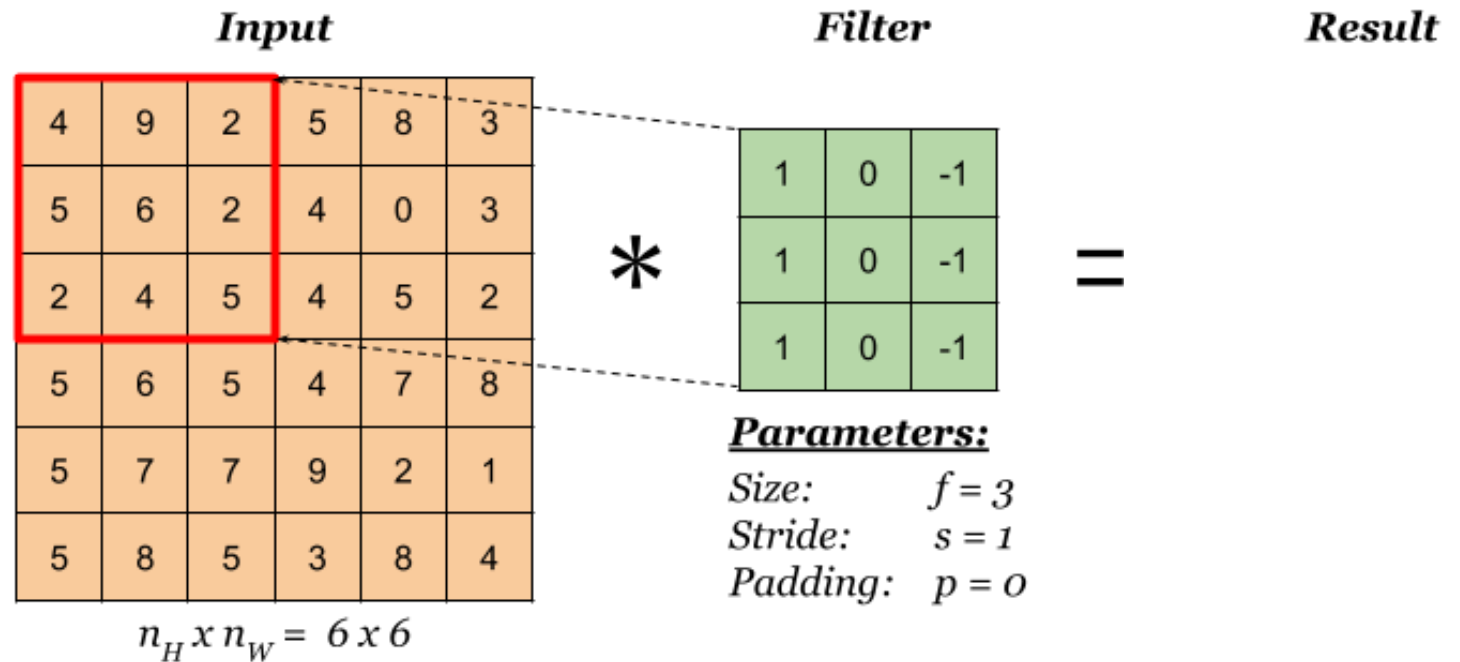 Input Filter Result
4 9 2 5 8 3
5 6 2 4 0 3
2 4 5 4 5 2
5 6 5 4 7 8
5 7 7 9 2 1
5 8 5 3 8 4
n_H x n_W = 6 x 6
*
1 0 -1
1 0 -1
1 0 -1
=
Parameters:
Size: f = 3
Stride: s = 1
Padding: p = 0